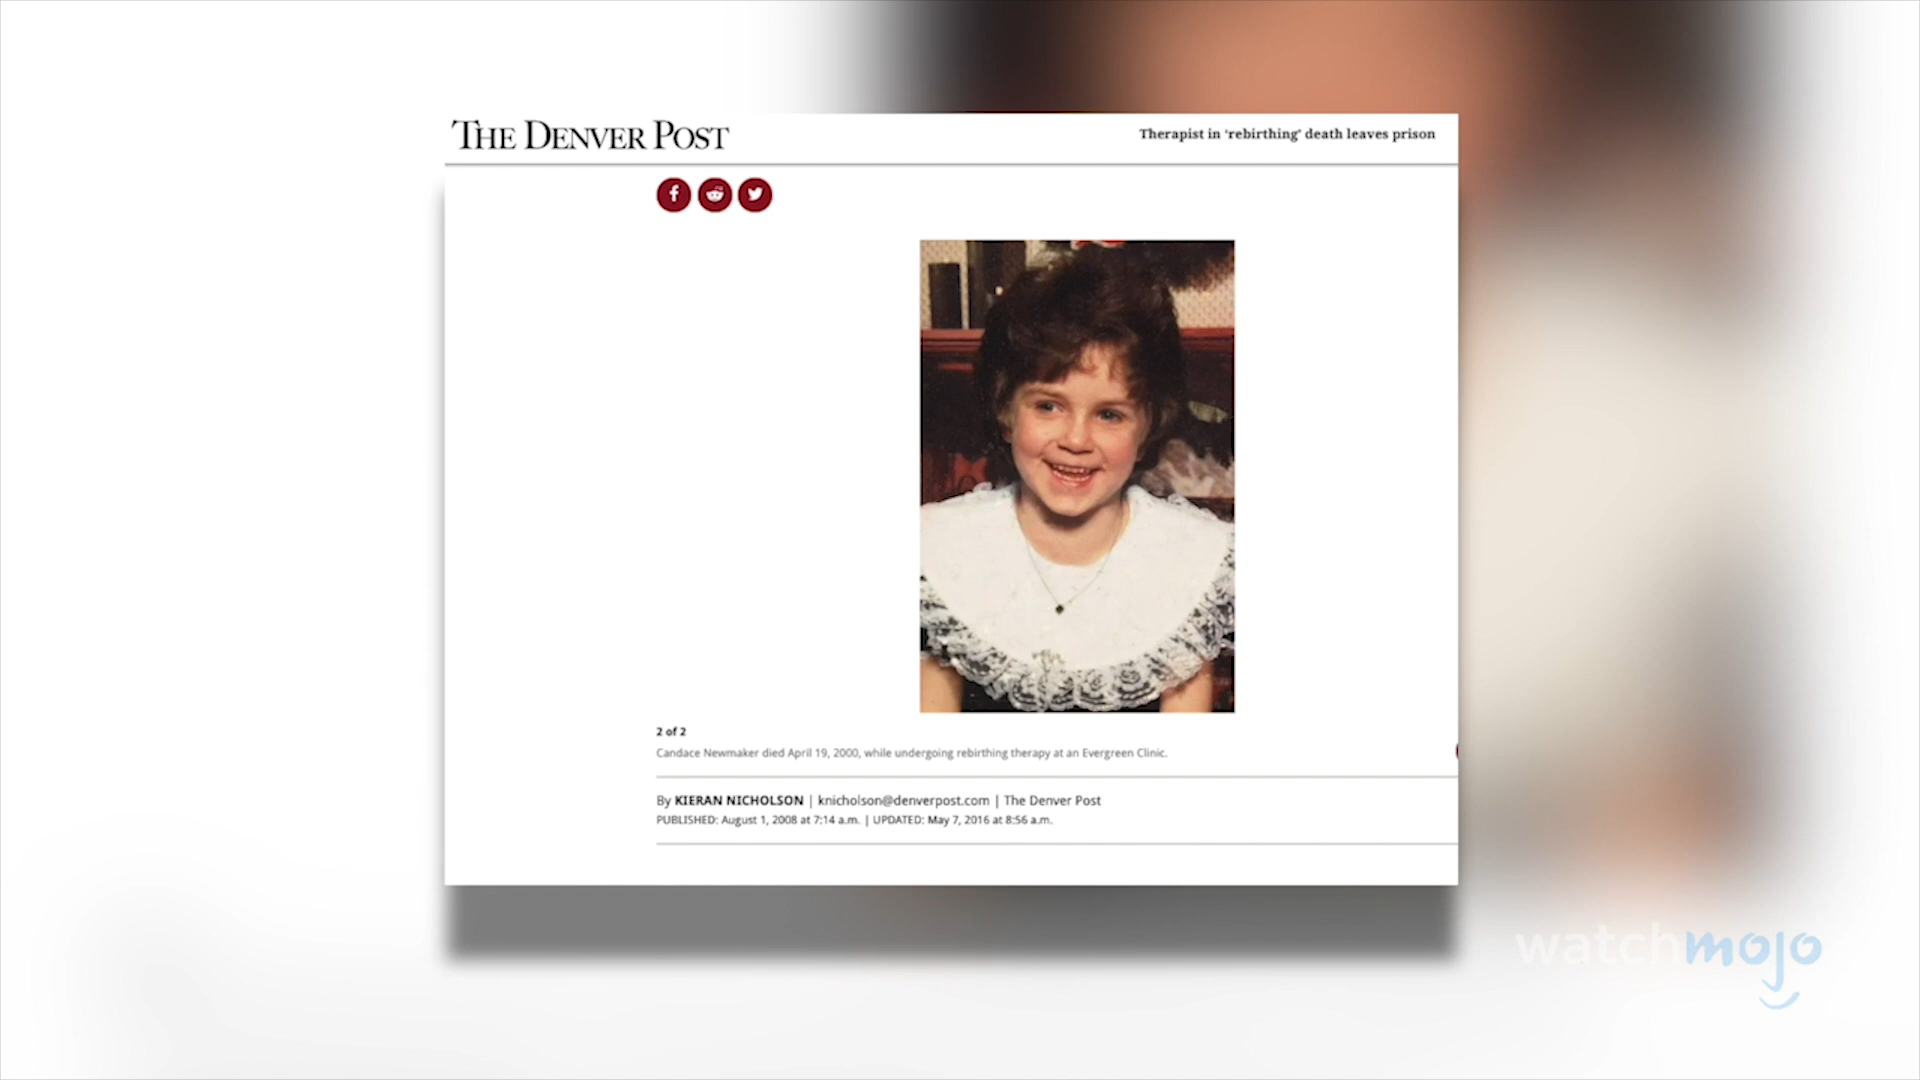 THE DENVER POST
Therapist in ‘rebirthing’ death leaves prison
2 of 2
Candace Newmaker died April 19, 2000, while undergoing rebirthing therapy at an Evergreen Clinic.
By KIERAN NICHOLSON | knicholson@denverpost.com | The Denver Post
PUBLISHED: August 1, 2008 at 7:14 a.m. | UPDATED: May 7, 2016 at 8:56 a.m.
watchmojo